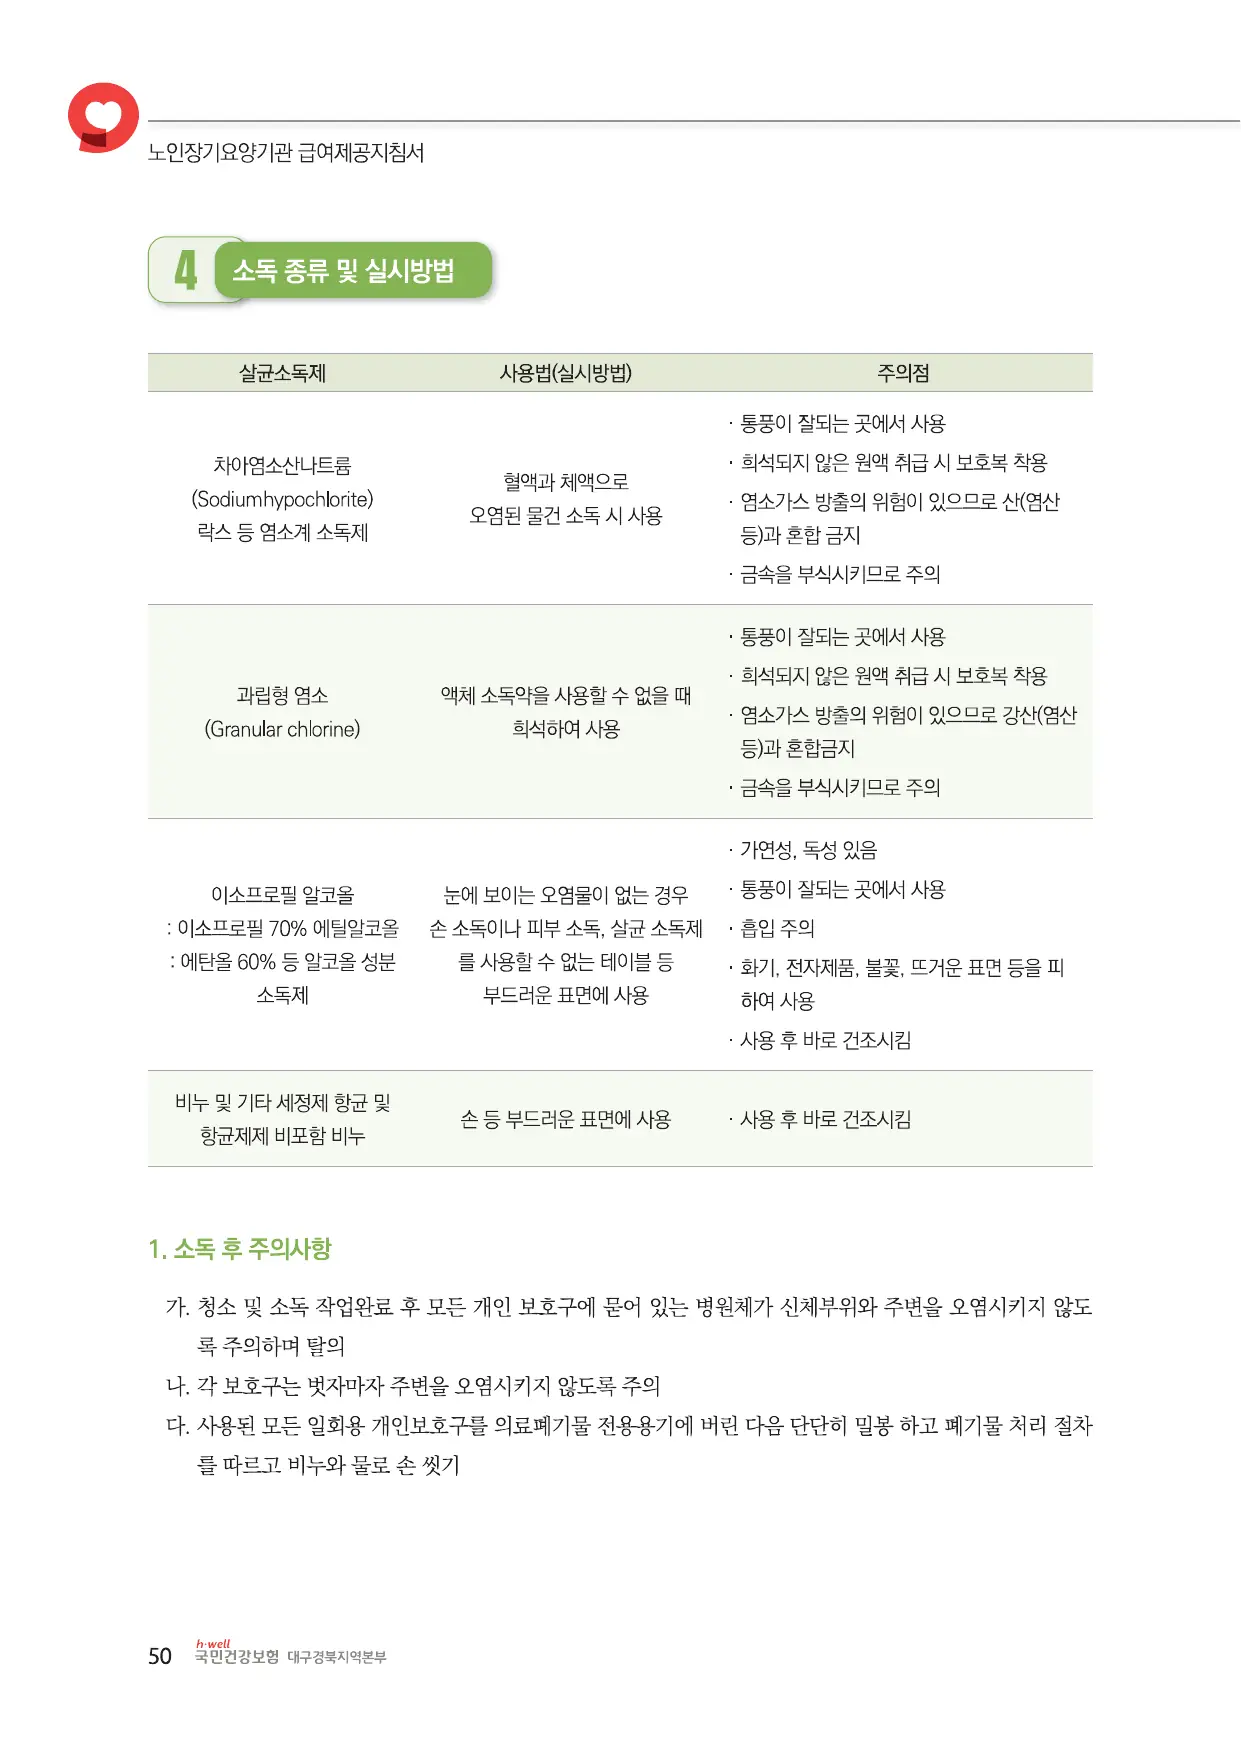 노인장기요양기관 급여제공지침서
4 소독 종류 및 실시방법
살균소독제 사용법(실시방법) 주의점
차아염소산나트륨
(Sodiumhypochlorite)
락스 등 염소계 소독제
혈액과 체액으로
오염된 물건 소독 시 사용
· 통풍이 잘되는 곳에서 사용
· 희석되지 않은 원액 취급 시 보호복 착용
· 염소가스 방출의 위험이 있으므로 산(염산
등)과 혼합 금지
· 금속을 부식시키므로 주의
과립형 염소
(Granular chlorine)
액체 소독약을 사용할 수 없을 때
희석하여 사용
· 통풍이 잘되는 곳에서 사용
· 희석되지 않은 원액 취급 시 보호복 착용
· 염소가스 방출의 위험이 있으므로 강산(염산
등)과 혼합금지
· 금속을 부식시키므로 주의
이소프로필 알코올
: 이소프로필 70% 에틸알코올
: 에탄올 60% 등 알코올 성분
소독제
눈에 보이는 오염물이 없는 경우
손 소독이나 피부 소독, 살균 소독제
를 사용할 수 없는 테이블 등
부드러운 표면에 사용
· 가연성, 독성 있음
· 통풍이 잘되는 곳에서 사용
· 흡입 주의
· 화기, 전자제품, 불꽃, 뜨거운 표면 등을 피
하여 사용
· 사용 후 바로 건조시킴
비누 및 기타 세정제 항균 및
항균제제 비포함 비누
손 등 부드러운 표면에 사용
· 사용 후 바로 건조시킴
1. 소독 후 주의사항
가. 청소 및 소독 작업완료 후 모든 개인 보호구에 묻어 있는 병원체가 신체부위와 주변을 오염시키지 않도
록 주의하며 탈의
나. 각 보호구는 벗자마자 주변을 오염시키지 않도록 주의
다. 사용된 모든 일회용 개인보호구를 의료폐기물 전용용기에 버린 다음 단단히 밀봉 하고 폐기물 처리 절차
를 따르고 비누와 물로 손 씻기
50 h·well 국민건강보험 대구경북지역본부